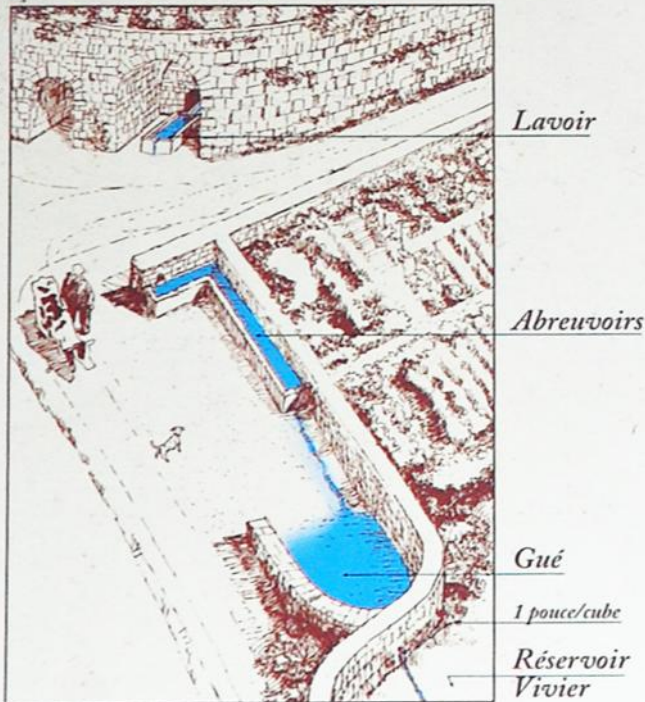 Lavoir
Abreuvoirs
Gué
1 pouce/cube
Réservoir
Vivier